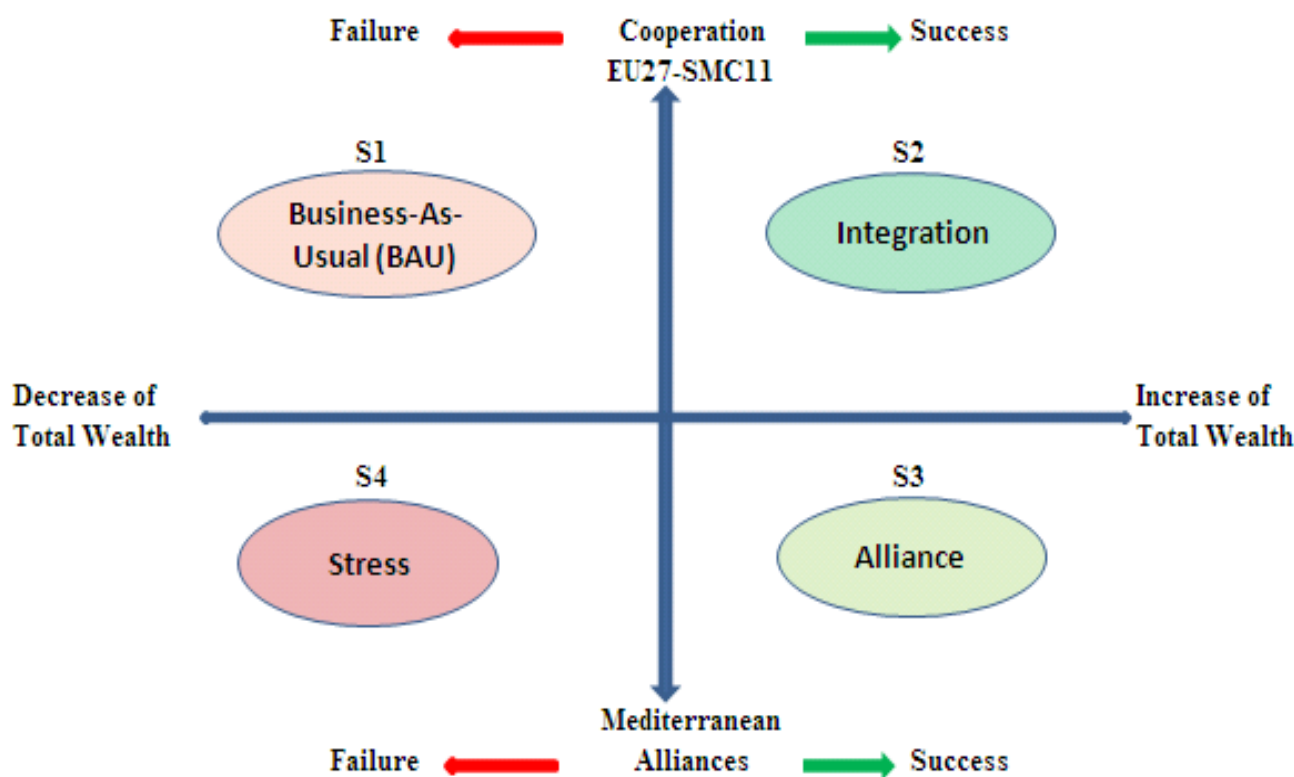 Failure
Cooperation
EU27-SMC11
Success
S1
Business-As-
Usual (BAU)
S2
Integration
Decrease of
Total Wealth
Increase of
Total Wealth
S4
Stress
S3
Alliance
Failure
Mediterranean
Alliances
Success